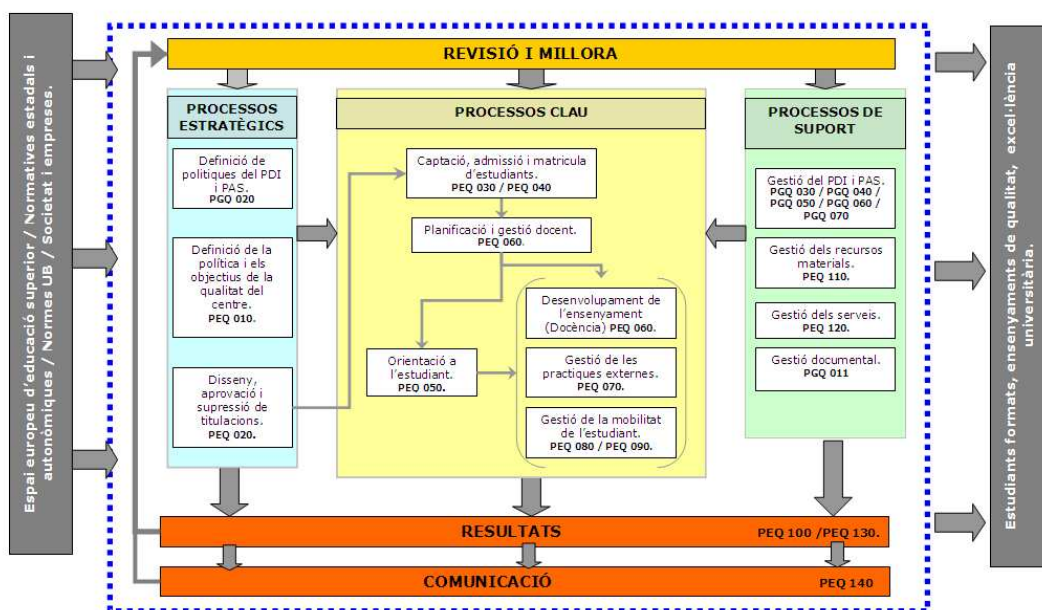 Espai europeu d'educació superior / Normatives estadals i
autonòmiques / Normes UB / Societat i empreses.
REVISIÓ I MILLORA
PROCESSOS
ESTRATÈGICS
Definició de
politiques del PDI
i PAS.
PGQ 020
Definició de la
política i els
objectius de la
qualitat del
centre.
PEQ 010.
Disseny,
aprovació i
supressió de
titulacions.
PEQ 020.
PROCESSOS CLAU
Captació, admissió i matricula
d'estudiants.
PEQ 030 / PEQ 040
Planificació i gestió docent.
PEQ 060.
Desenvolupament de
l'ensenyament
(Docència) PEQ 060.
Orientació a
l'estudiant.
PEQ 050.
Gestió de les
practiques externes.
PEQ 070.
Gestió de la mobilitat
de l'estudiant.
PEQ 080 / PEQ 090.
PROCESSOS DE
SUPORT
Gestió del PDI i PAS.
PGQ 030 / PGQ 040 /
PGQ 050 / PGQ 060 /
PGQ 070
Gestió dels recursos
materials.
PEQ 110.
Gestió dels serveis.
PEQ 120.
Gestió documental.
PGQ 011
RESULTATS
PEQ 100 /PEQ 130.
COMUNICACIÓ
PEQ 140
Estudiants formats, ensenyaments de qualitat, excel·lència
universitària.